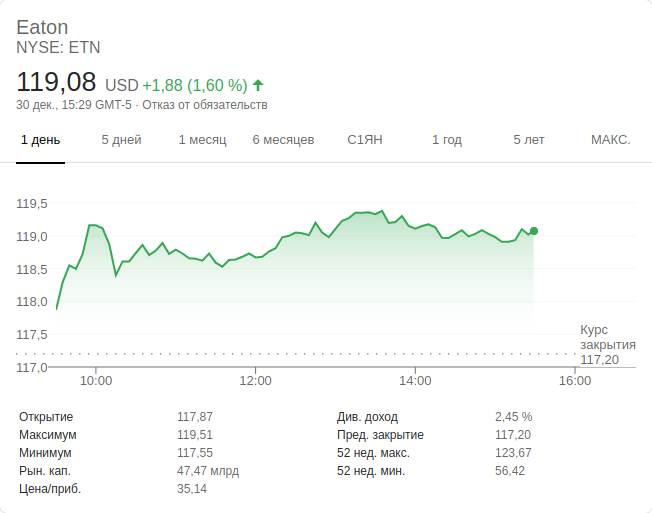 Eaton
NYSE: ETN
119,08 USD +1,88 (1,60 %)
30 дек., 15:29 GMT-5 · Отказ от обязательств
1 день 5 дней 1 месяц 6 месяцев С1ЯН 1 год 5 лет МАКС.
119,5
119,0
118,5
118,0
117,5
117,0
Курс
закрытия
117,20
10:00 12:00 14:00 16:00
Открытие 117,87 Див. доход 2,45 %
Максимум 119,51 Пред. закрытие 117,20
Минимум 117,55 52 нед. макс. 123,67
Рын. кап. 47,47 млрд 52 нед. мин. 56,42
Цена/приб. 35,14